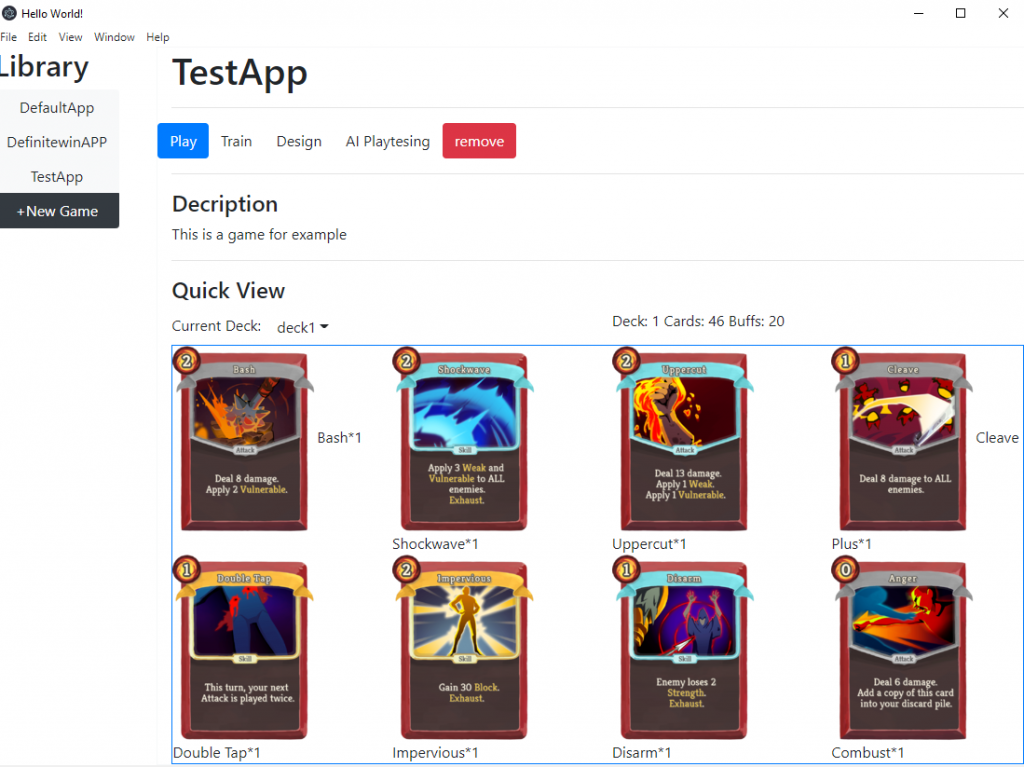 Hello World!
File Edit View Window Help
Library
DefaultApp
DefinitewinAPP
TestApp
+New Game
TestApp
Play Train Design AI Playtesing remove
Decription
This is a game for example
Quick View
Current Deck: deck1
Deck: 1 Cards: 46 Buffs: 20
2
Bash
Attack
Deal 8 damage.
Apply 2 Vulnerable.
Bash*1
2
Shockwave
Skill
Apply 3 Weak and
Vulnerable to ALL
enemies.
Exhaust.
Shockwave*1
2
Uppercut
Attack
Deal 13 damage.
Apply 1 Weak.
Apply 1 Vulnerable.
Uppercut*1
1
Cleave
Attack
Deal 8 damage to ALL
enemies.
Cleave
Plus*1
1
Double Tap
Skill
This turn, your next
Attack is played twice.
Double Tap*1
2
Impervious
Skill
Gain 30 Block.
Exhaust.
Impervious*1
1
Disarm
Skill
Enemy loses 2
Strength.
Exhaust.
Disarm*1
0
Anger
Attack
Deal 6 damage.
Add a copy of this card
into your discard pile.
Combust*1